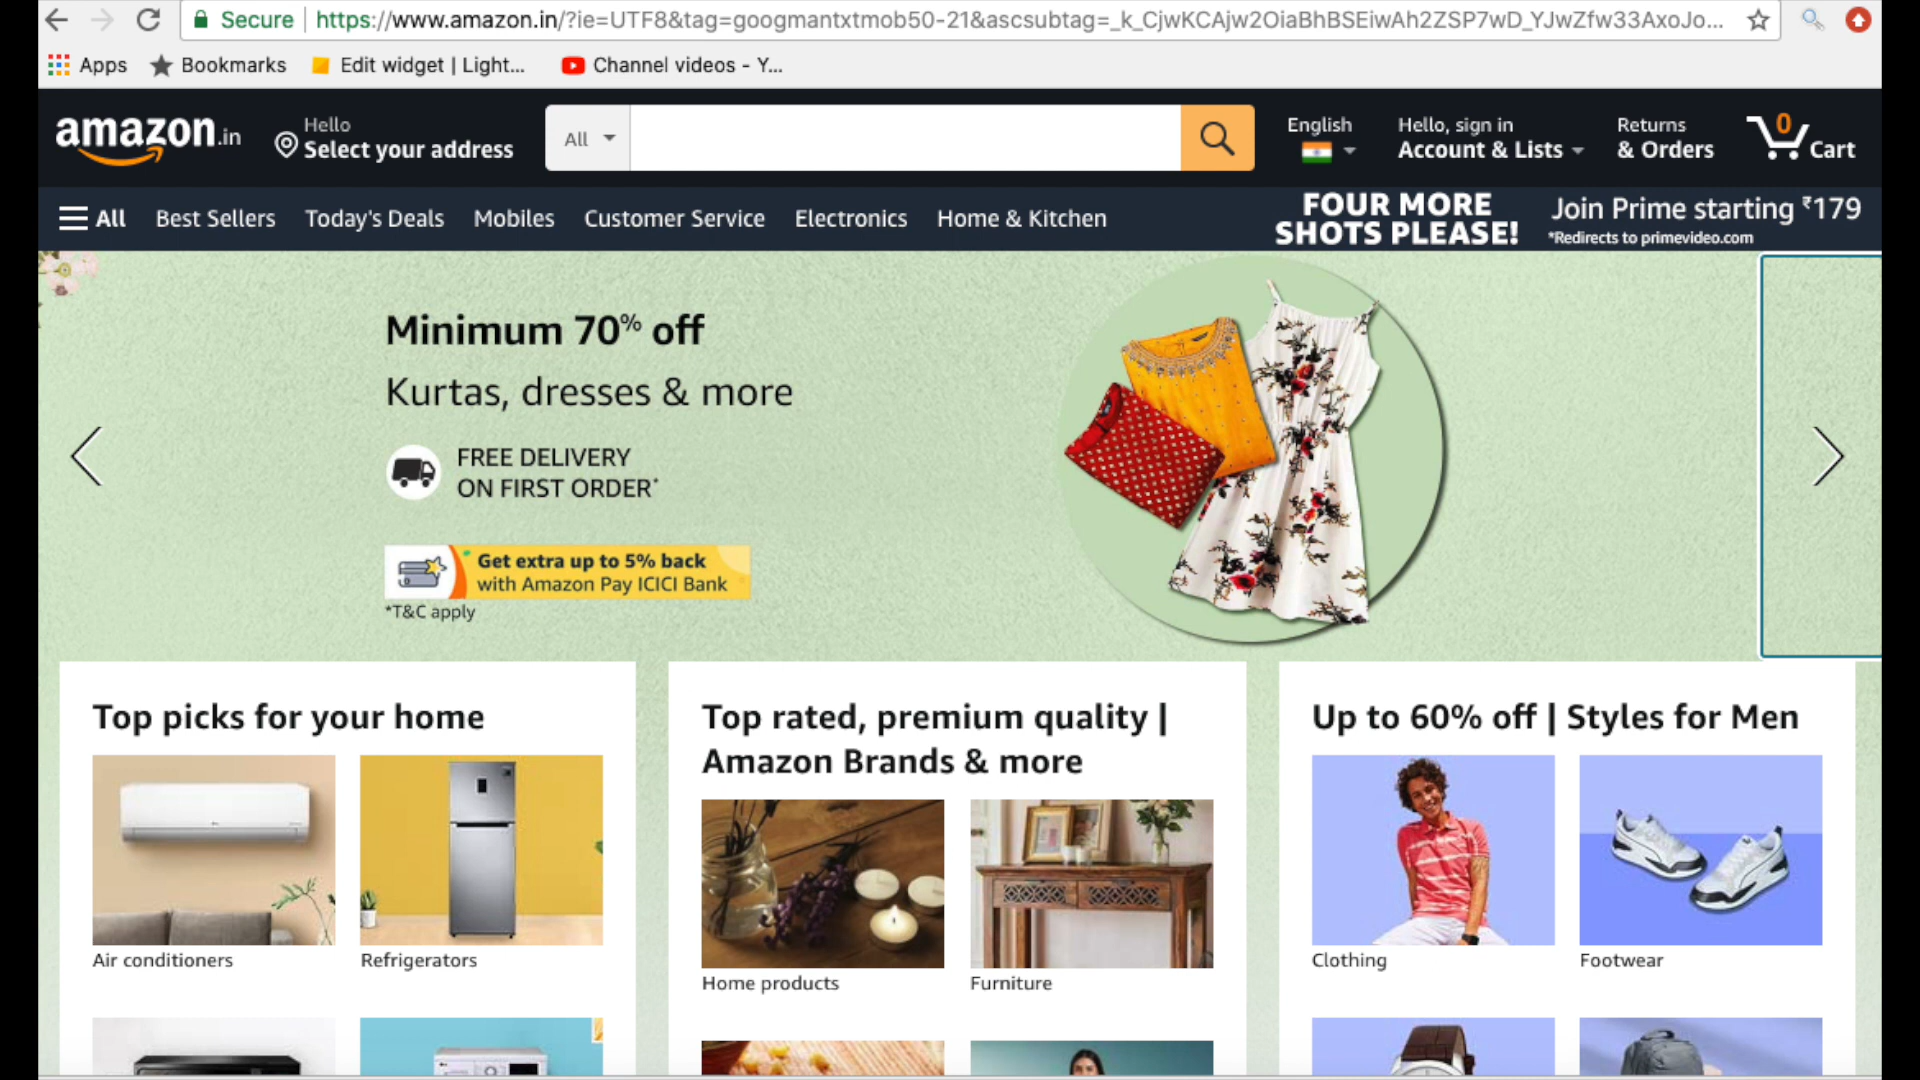 Secure https://www.amazon.in/?ie=UTF8&tag=googmantxtmob50-21&ascsubtag=_k_CjwKCAjw2OiaBhBSEiwAh2ZSP7wD_YJwZfw33AxoJo...
Apps Bookmarks Edit widget | Light... Channel videos - Y...
amazon.in
Hello
Select your address
All
English
Hello, sign in
Account & Lists
Returns
& Orders
0
Cart
All Best Sellers Today's Deals Mobiles Customer Service Electronics Home & Kitchen
FOUR MORE
SHOTS PLEASE!
Join Prime starting ₹179
*Redirects to primevideo.com
Minimum 70% off
Kurtas, dresses & more
FREE DELIVERY
ON FIRST ORDER*
Get extra up to 5% back
with Amazon Pay ICICI Bank
*T&C apply
Top picks for your home
Air conditioners
Refrigerators
Top rated, premium quality |
Amazon Brands & more
Home products
Furniture
Up to 60% off | Styles for Men
Clothing
Footwear